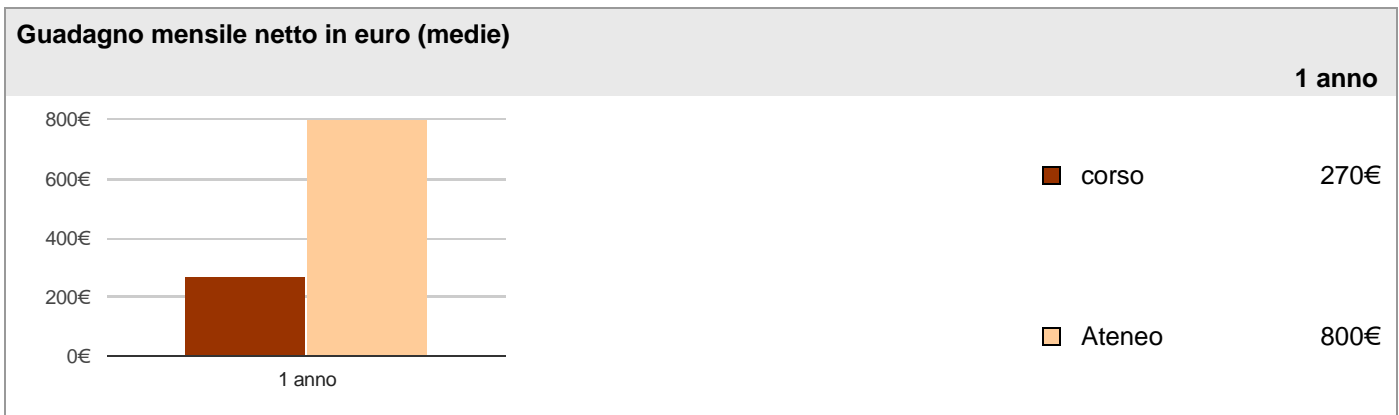 Guadagno mensile netto in euro (medie)
1 anno
800€
600€
400€
200€
0€
1 anno
corso 270€
Ateneo 800€